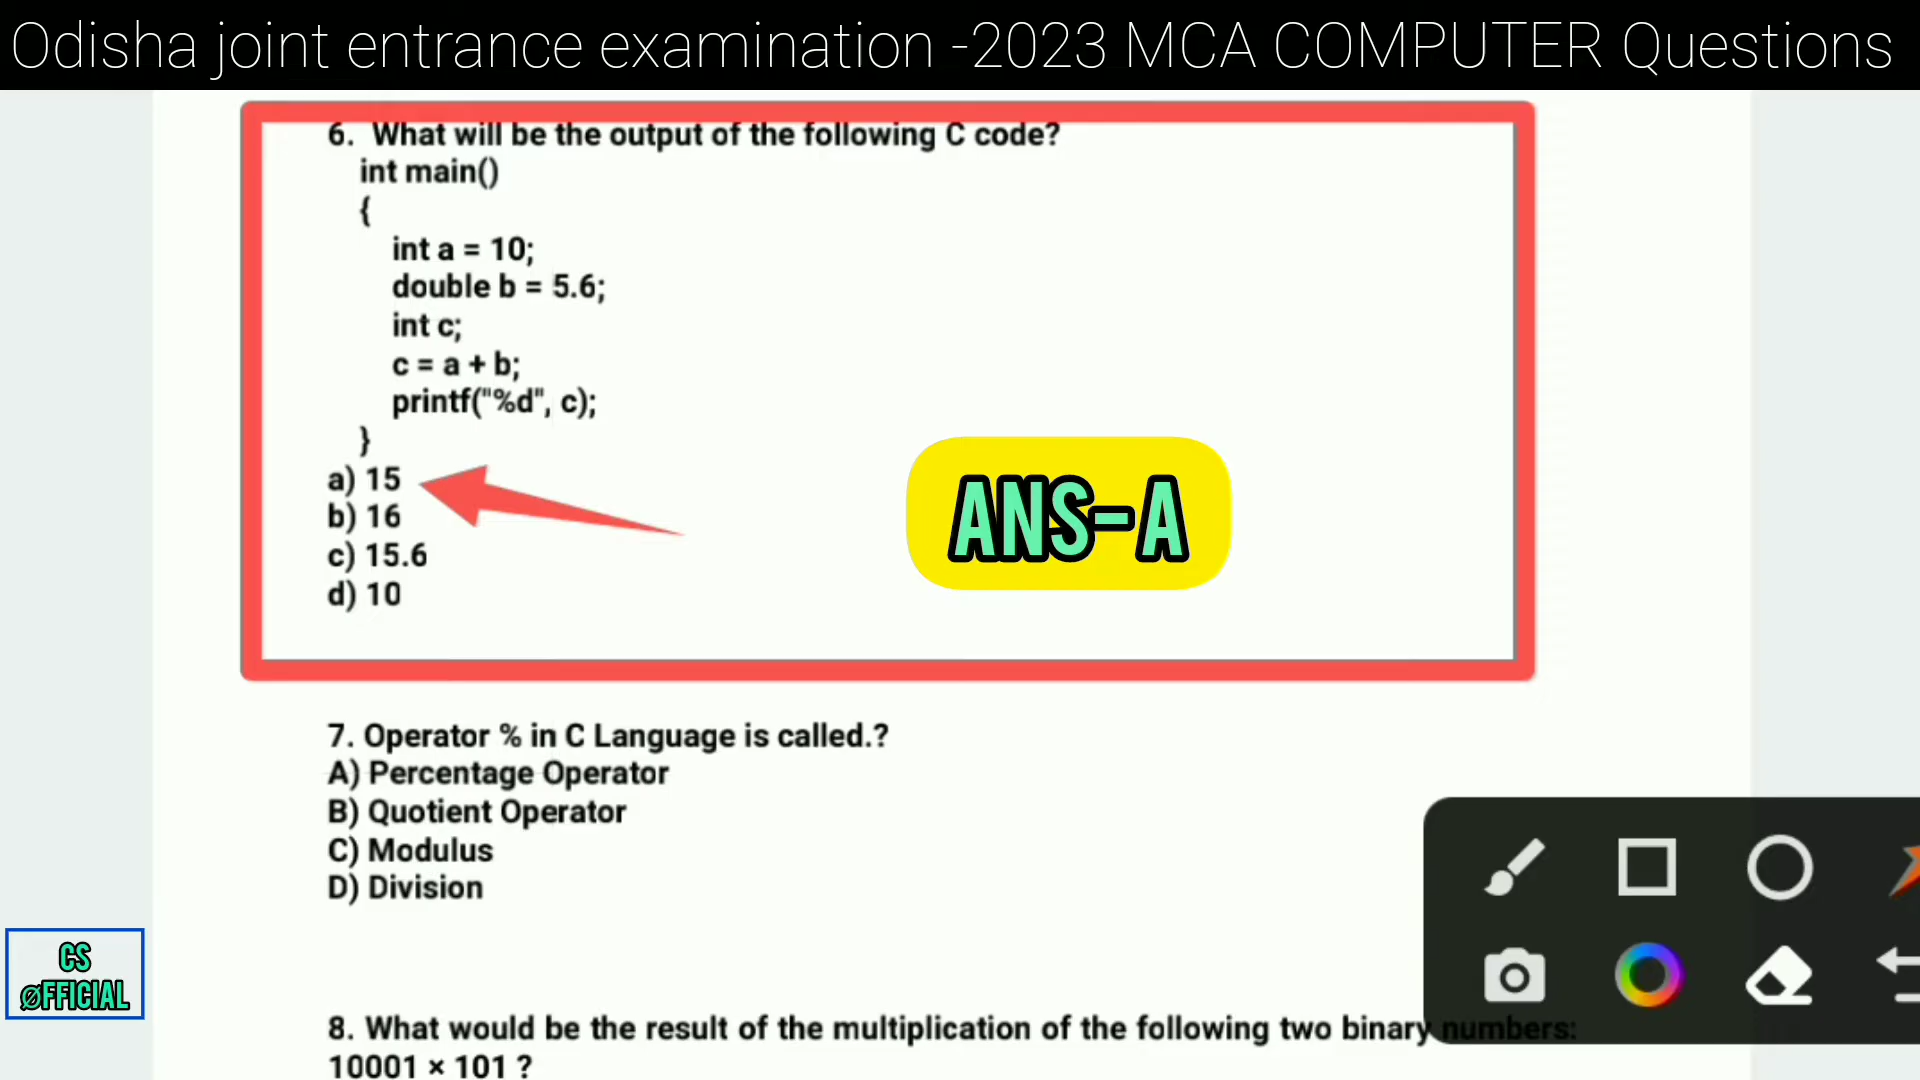 Odisha joint entrance examination -2023 MCA COMPUTER Questions
6. What will be the output of the following C code?
int main()
{
int a = 10;
double b = 5.6;
int c;
c = a + b;
printf("%d", c);
}
a) 15
b) 16
c) 15.6
d) 10
ANS-A
7. Operator % in C Language is called.?
A) Percentage Operator
B) Quotient Operator
C) Modulus
D) Division
CS
ØFFICIAL
8. What would be the result of the multiplication of the following two binary numbers:
10001 × 101 ?